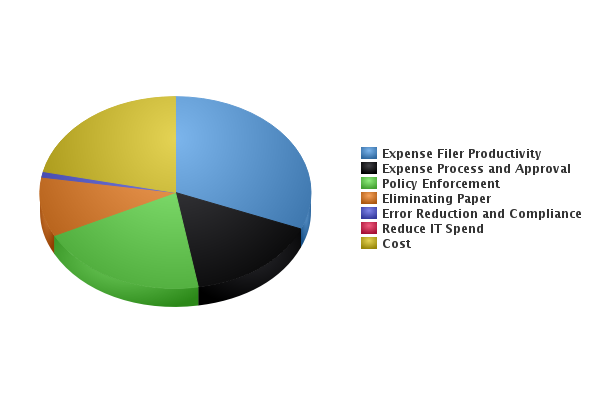 Expense Filer Productivity
Expense Process and Approval
Policy Enforcement
Eliminating Paper
Error Reduction and Compliance
Reduce IT Spend
Cost